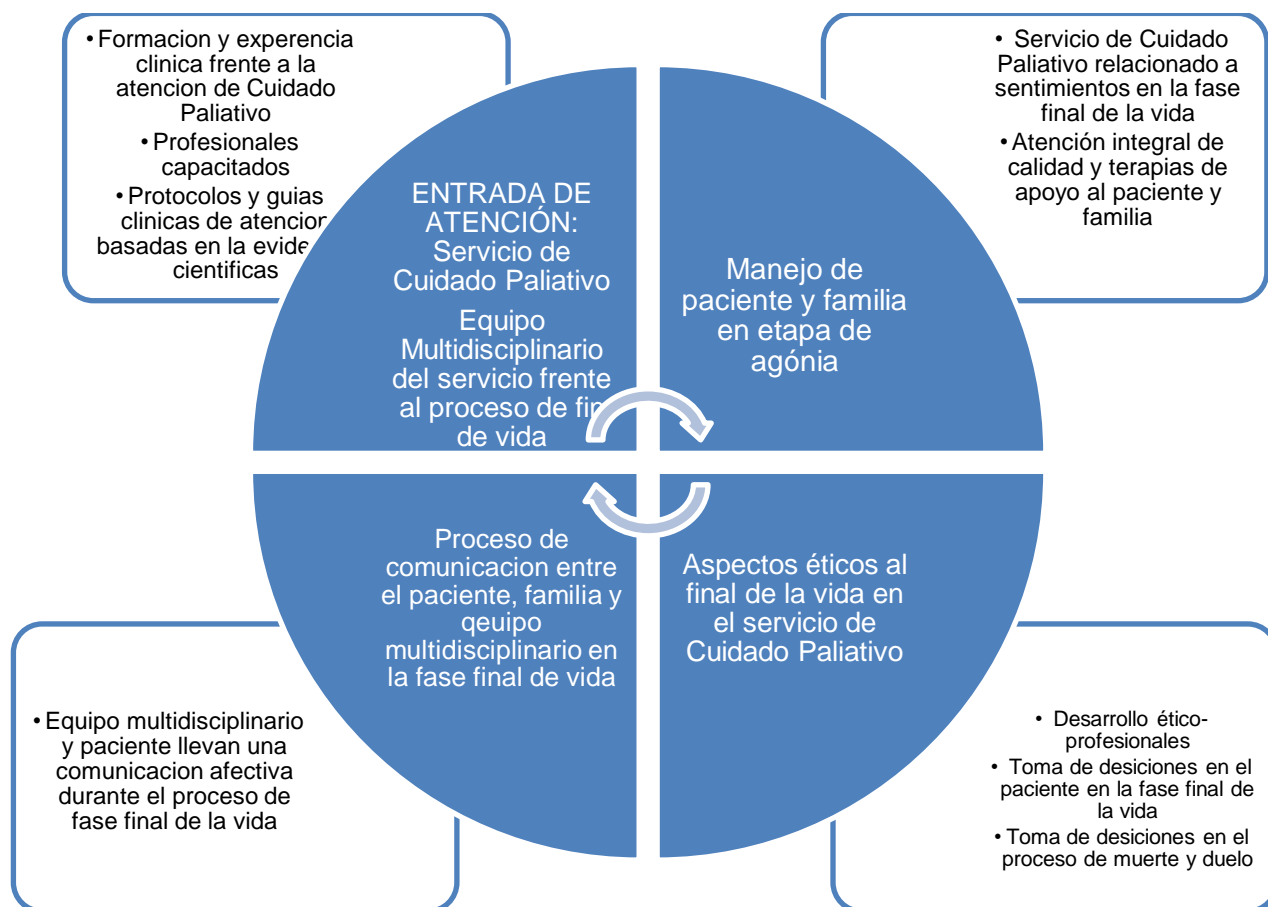 • Formacion y experencia
clinica frente a la
atencion de Cuidado
Paliativo
• Profesionales
capacitados
• Protocolos y guias
clinicas de atencion
basadas en la
cientificas
• Servicio de Cuidado
Paliativo relacionado a
sentimientos en la fase
final de la vida
• Atención integral de
calidad y terapias de
apoyo al paciente y
familia
ENTRADA DE
ATENCIÓN:
Servicio de
Cuidado Paliativo
Equipo
Multidisciplinario
del servicio frente
al proceso de fin
de vida
Manejo de
paciente y familia
en etapa de
agónia
Proceso de
comunicacion entre
el paciente, familia y
qeuipo
multidisciplinario en
la fase final de vida
Aspectos éticos al
final de la vida en
el servicio de
Cuidado Paliativo
• Equipo multidisciplinario
y paciente llevan una
comunicacion afectiva
durante el proceso de
fase final de la vida
• Desarrollo ético-
profesionales
• Toma de desiciones en el
paciente en la fase final de
la vida
• Toma de desiciones en el
proceso de muerte y duelo